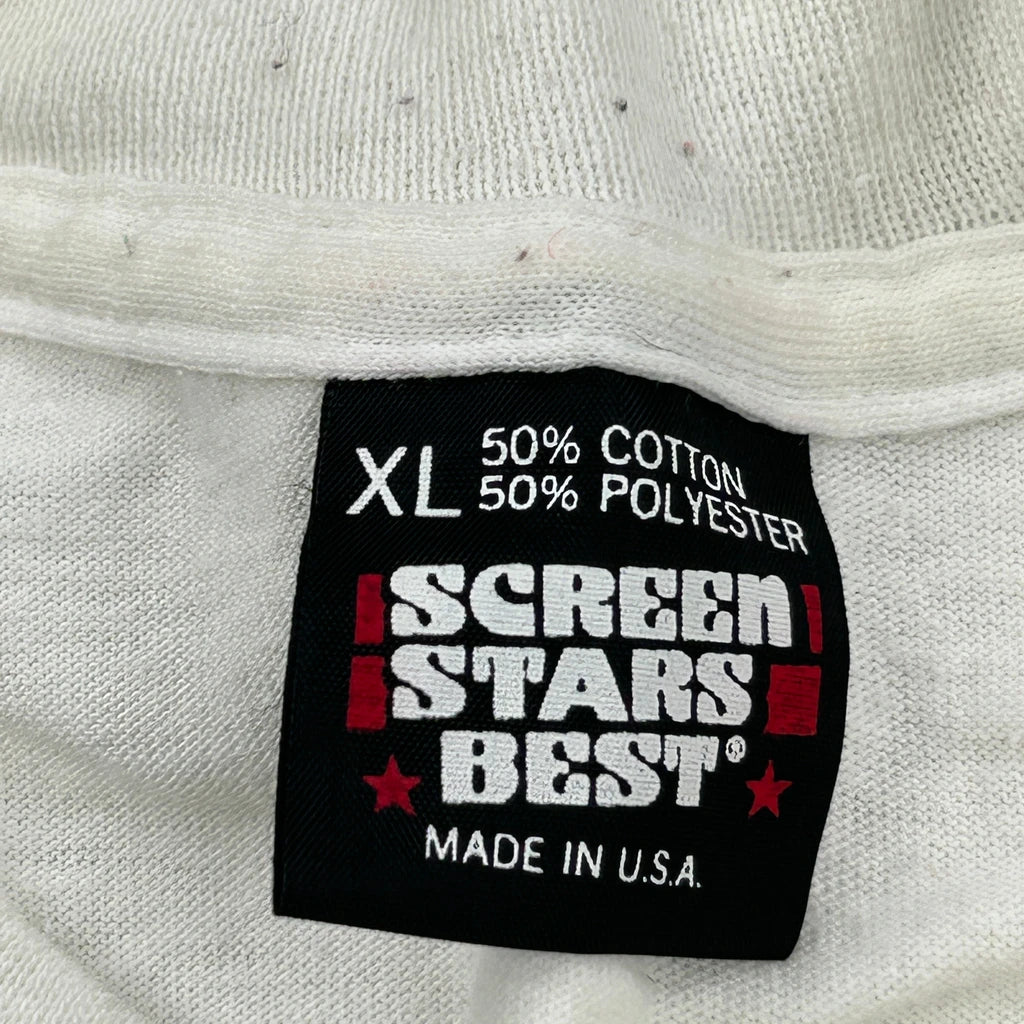 XL
50% COTTON
50% POLYESTER
SCREEN
STARS
BEST®
MADE IN U.S.A.